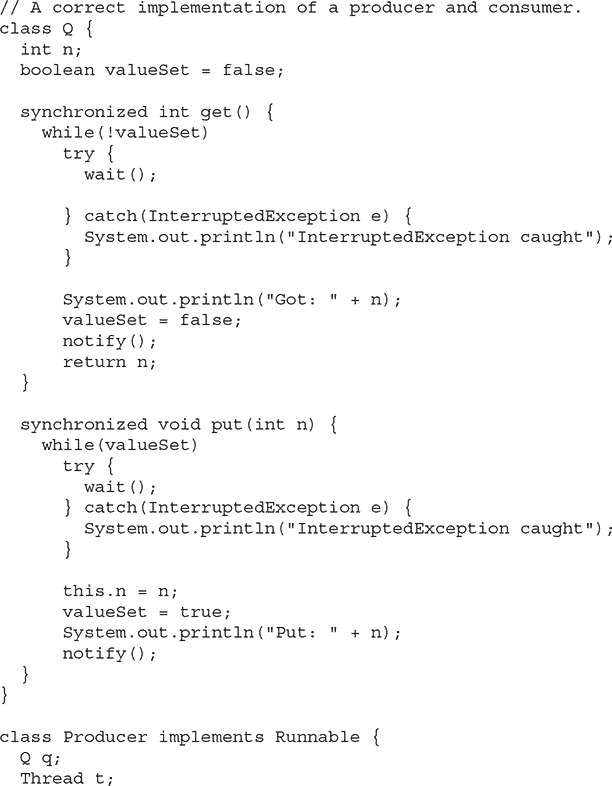 // A correct implementation of a producer and consumer.
class Q {
  int n;
  boolean valueSet = false;

  synchronized int get() {
    while(!valueSet)
      try {
        wait();

      } catch(InterruptedException e) {
        System.out.println("InterruptedException caught");
      }

      System.out.println("Got: " + n);
      valueSet = false;
      notify();
      return n;
  }

  synchronized void put(int n) {
    while(valueSet)
      try {
        wait();
      } catch(InterruptedException e) {
        System.out.println("InterruptedException caught");
      }

      this.n = n;
      valueSet = true;
      System.out.println("Put: " + n);
      notify();
  }
}

class Producer implements Runnable {
  Q q;
  Thread t;